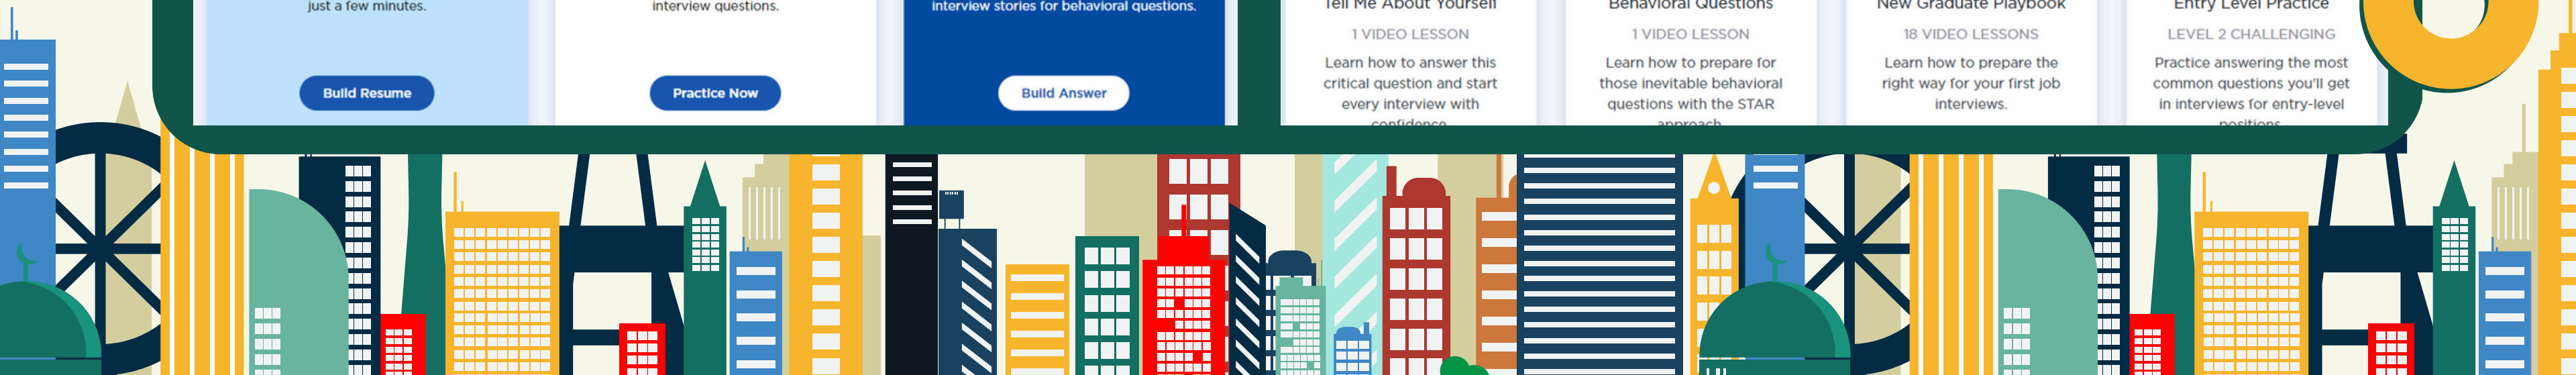 just a few minutes.
Build Resume
interview questions.
Practice Now
interview stories for behavioral questions.
Build Answer
Tell Me About Yourself
1 VIDEO LESSON
Learn how to answer this
critical question and start
every interview with
confidence.
Behavioral Questions
1 VIDEO LESSON
Learn how to prepare for
those inevitable behavioral
questions with the STAR
approach.
New Graduate Playbook
18 VIDEO LESSONS
Learn how to prepare the
right way for your first job
interviews.
Entry Level Practice
LEVEL 2 CHALLENGING
Practice answering the most
common questions you'll get
in interviews for entry-level
positions.